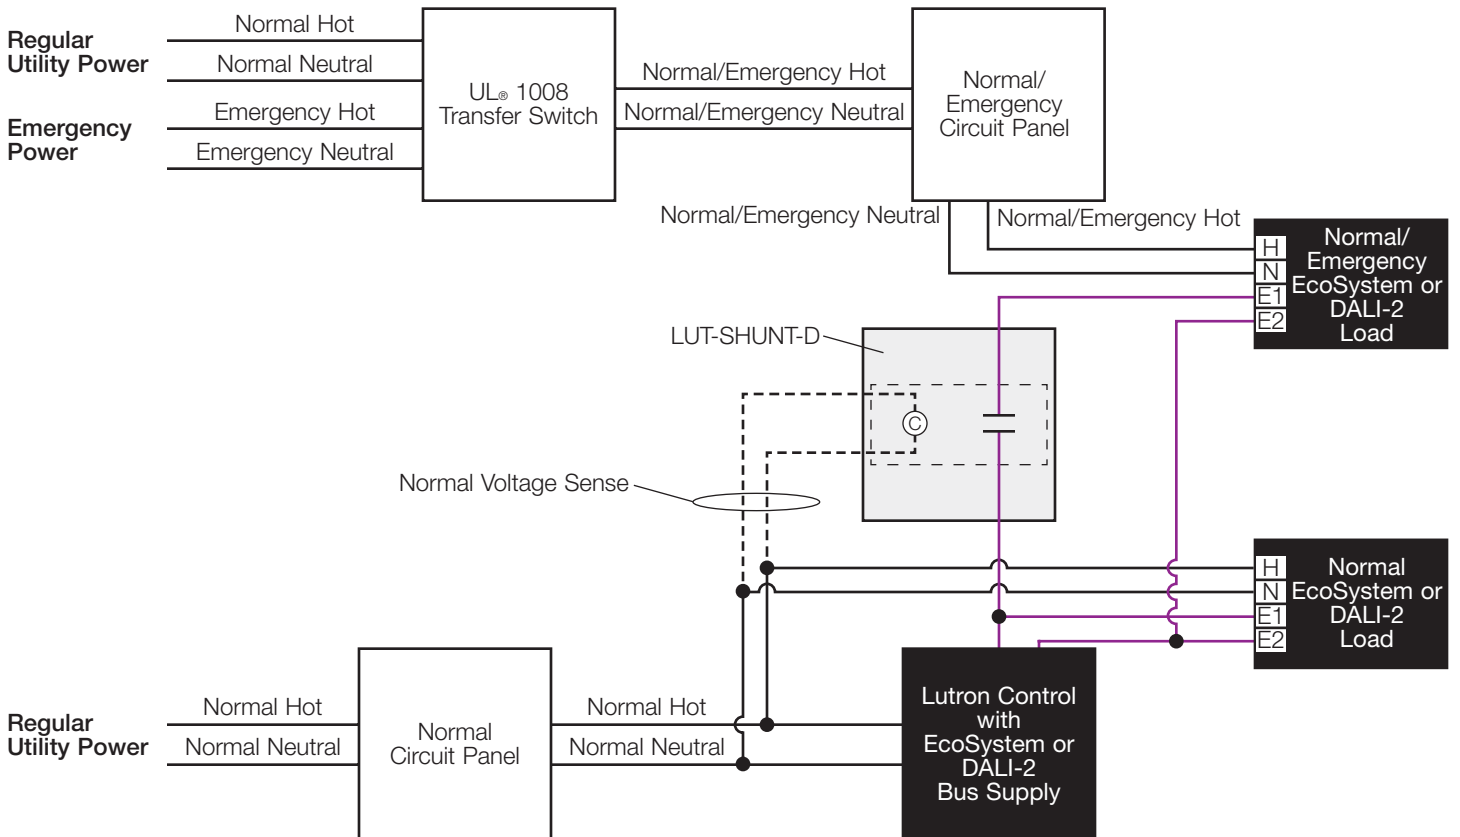 Regular
Utility Power
Normal Hot
Normal Neutral
Emergency
Power
Emergency Hot
Emergency Neutral
UL® 1008
Transfer Switch
Normal/Emergency Hot
Normal/Emergency Neutral
Normal/
Emergency
Circuit Panel
Normal/Emergency Neutral
Normal/Emergency Hot
H
N
E1
E2
Normal/
Emergency
EcoSystem or
DALI-2
Load
LUT-SHUNT-D
C
Normal Voltage Sense
H
N
E1
E2
Normal
EcoSystem or
DALI-2
Load
Regular
Utility Power
Normal Hot
Normal Neutral
Normal
Circuit Panel
Normal Hot
Normal Neutral
Lutron Control
with
EcoSystem or
DALI-2
Bus Supply